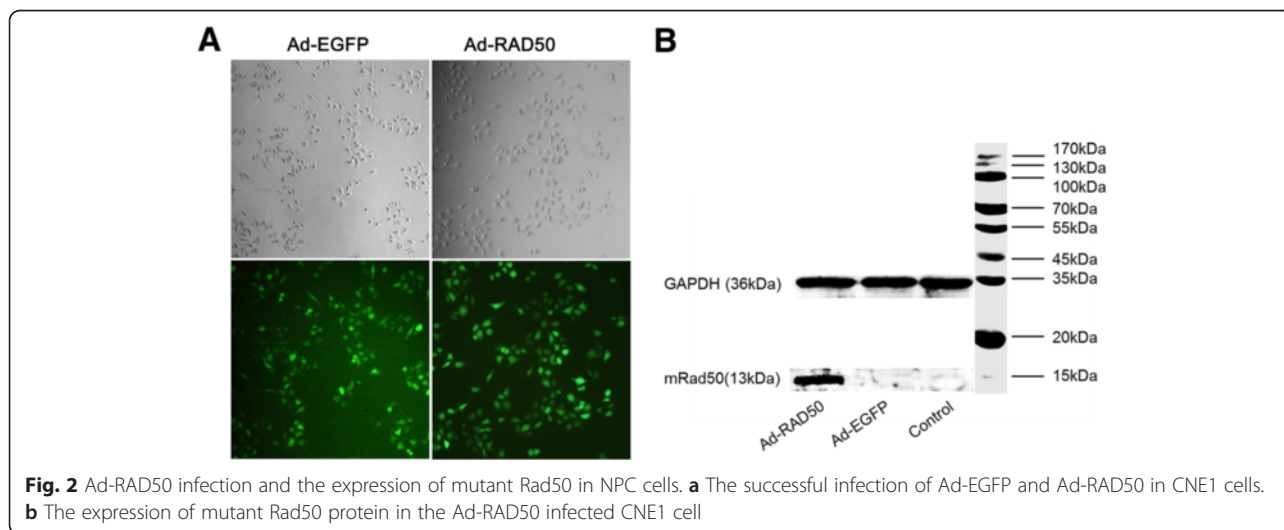 A
Ad-EGFP Ad-RAD50
B
170kDa
130kDa
100kDa
70kDa
55kDa
45kDa
GAPDH (36kDa) 35kDa
20kDa
mRad50(13kDa) 15kDa
Ad-RAD50 Ad-EGFP Control
Fig. 2 Ad-RAD50 infection and the expression of mutant Rad50 in NPC cells. a The successful infection of Ad-EGFP and Ad-RAD50 in CNE1 cells.
b The expression of mutant Rad50 protein in the Ad-RAD50 infected CNE1 cell